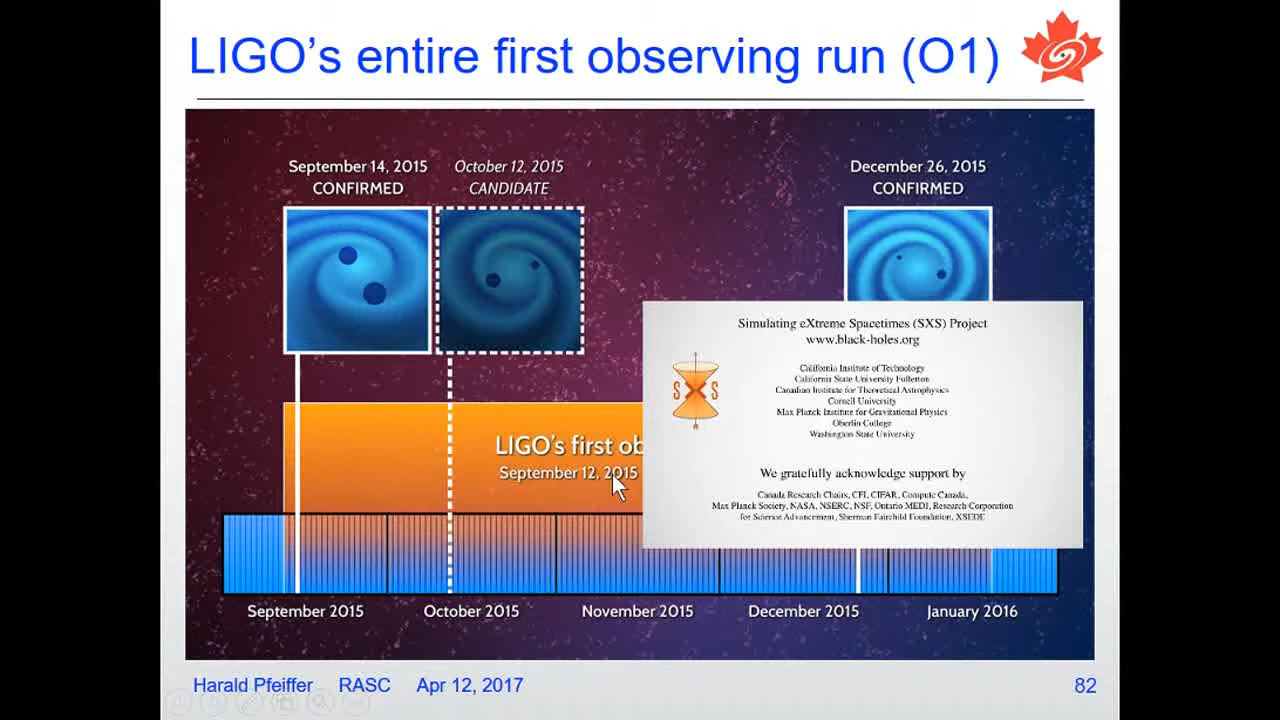 LIGO’s entire first observing run (O1)
September 14, 2015
CONFIRMED
October 12, 2015
CANDIDATE
December 26, 2015
CONFIRMED
Simulating eXtreme Spacetimes (SXS) Project
www.black-holes.org
S X S
California Institute of Technology
California State University Fullerton
Canadian Institute for Theoretical Astrophysics
Cornell University
Max Planck Institute for Gravitational Physics
Oberlin College
Washington State University
We gratefully acknowledge support by
Canada Research Chairs, CFI, CIFAR, Compute Canada,
Max Planck Society, NASA, NSERC, NSF, Ontario MEDI, Research Corporation
for Science Advancement, Sherman Fairchild Foundation, XSEDE
LIGO’s first ob
September 12, 2015
September 2015
October 2015
November 2015
December 2015
January 2016
Harald Pfeiffer RASC Apr 12, 2017
82